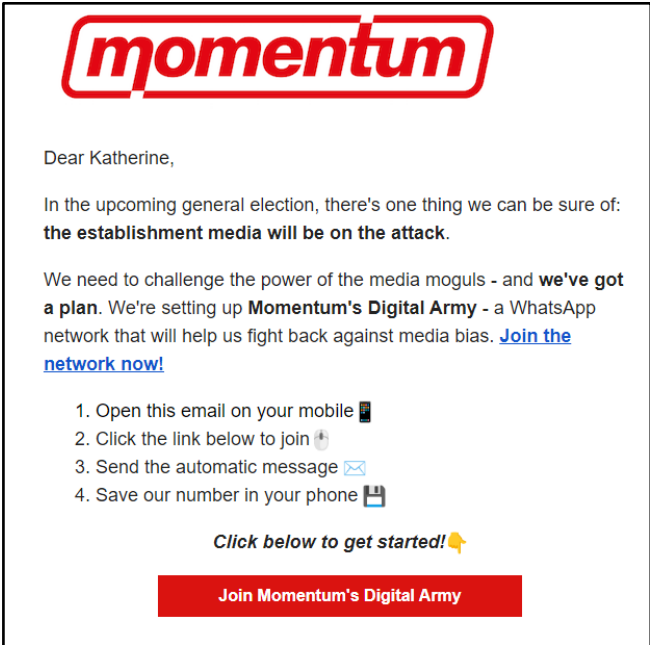 momentum
Dear Katherine,
In the upcoming general election, there's one thing we can be sure of:
the establishment media will be on the attack.
We need to challenge the power of the media moguls - and we've got
a plan. We're setting up Momentum's Digital Army - a WhatsApp
network that will help us fight back against media bias. Join the
network now!
1. Open this email on your mobile📱
2. Click the link below to join🖱️
3. Send the automatic message ✉️
4. Save our number in your phone 💾
Click below to get started!👇
Join Momentum's Digital Army